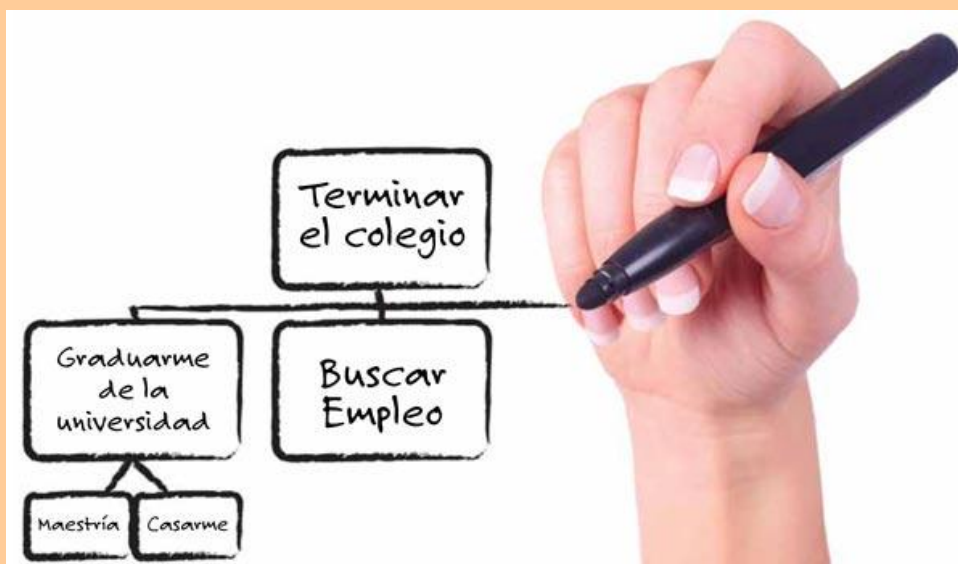 Terminar
el colegio
Graduarme
de la
universidad
Buscar
Empleo
Maestría
Casarme